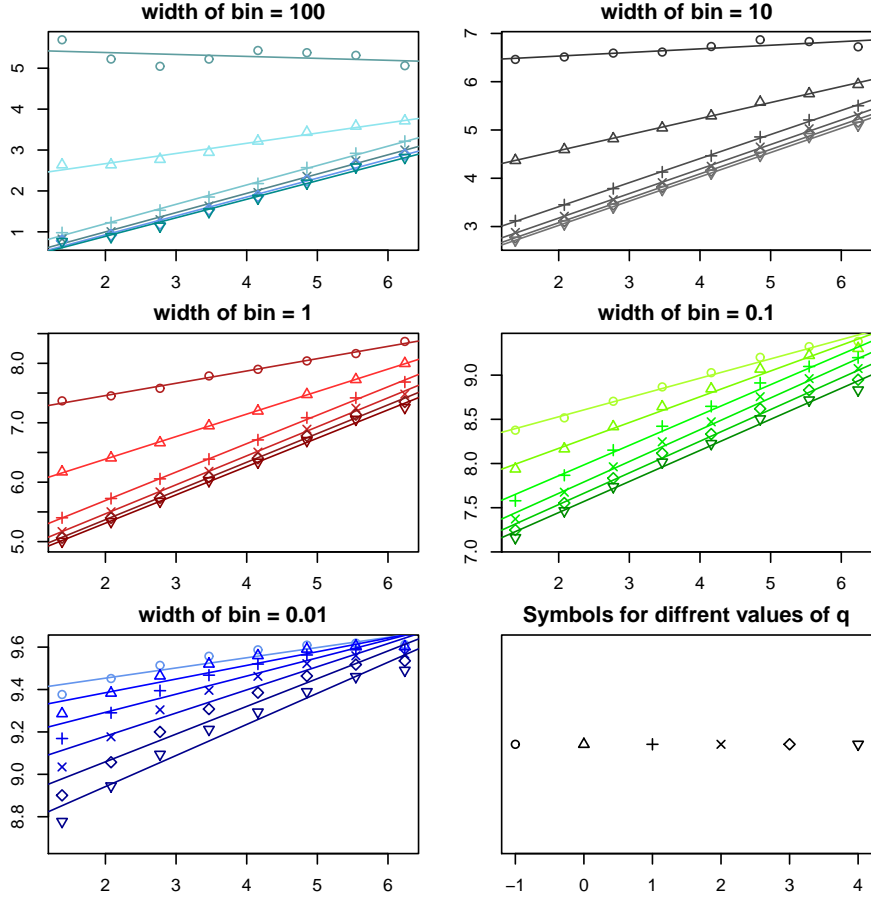 width of bin = 100
width of bin = 10
5
4
3
2
1
2 3 4 5 6
7
6
5
4
3
2 3 4 5 6
width of bin = 1
width of bin = 0.1
8.0
7.0
6.0
5.0
2 3 4 5 6
9.0
8.5
8.0
7.5
7.0
2 3 4 5 6
width of bin = 0.01
Symbols for diffrent values of q
9.6
9.4
9.2
9.0
8.8
2 3 4 5 6
−1 0 1 2 3 4